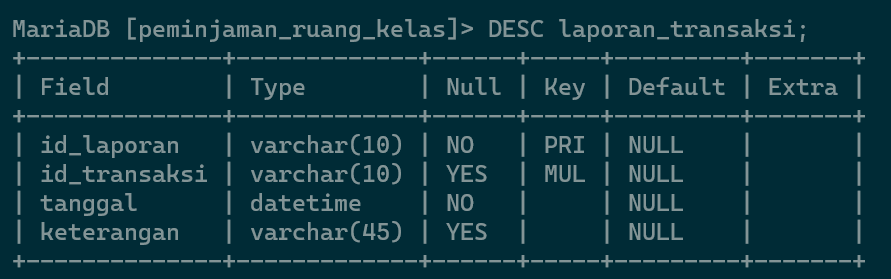 MariaDB [peminjaman_ruang_kelas]> DESC laporan_transaksi;
+--------------+-------------+------+-----+---------+-------+
| Field        | Type        | Null | Key | Default | Extra |
+--------------+-------------+------+-----+---------+-------+
| id_laporan   | varchar(10) | NO   | PRI | NULL    |       |
| id_transaksi | varchar(10) | YES  | MUL | NULL    |       |
| tanggal      | datetime    | NO   |     | NULL    |       |
| keterangan   | varchar(45) | YES  |     | NULL    |       |
+--------------+-------------+------+-----+---------+-------+